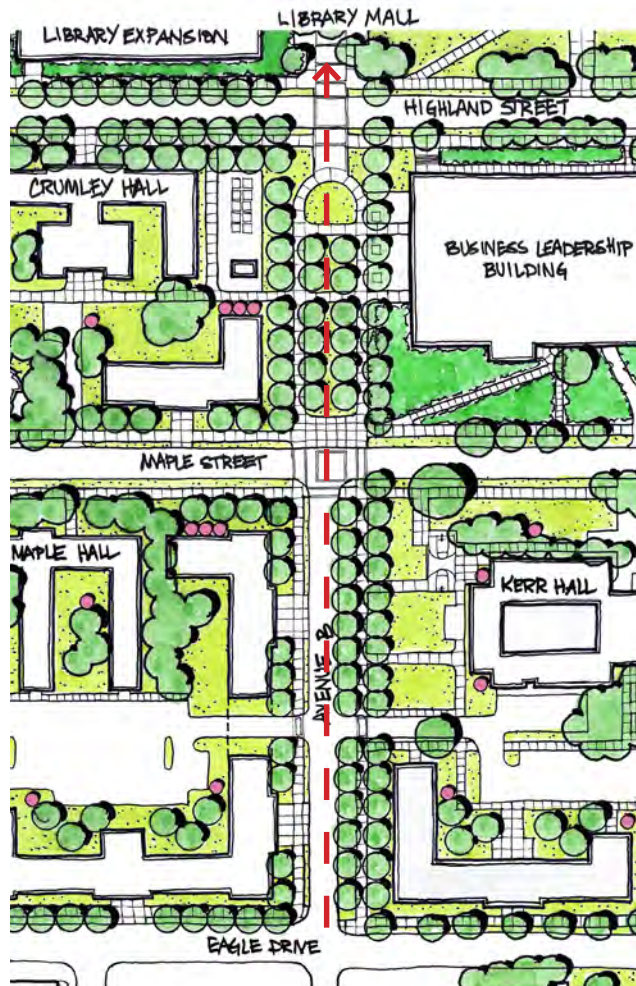 LIBRARY MALL
LIBRARY EXPANSION
HIGHLAND STREET
CRUMLEY HALL
BUSINESS LEADERSHIP
BUILDING
MAPLE STREET
MAPLE HALL
KERR HALL
AVENUE B
EAGLE DRIVE